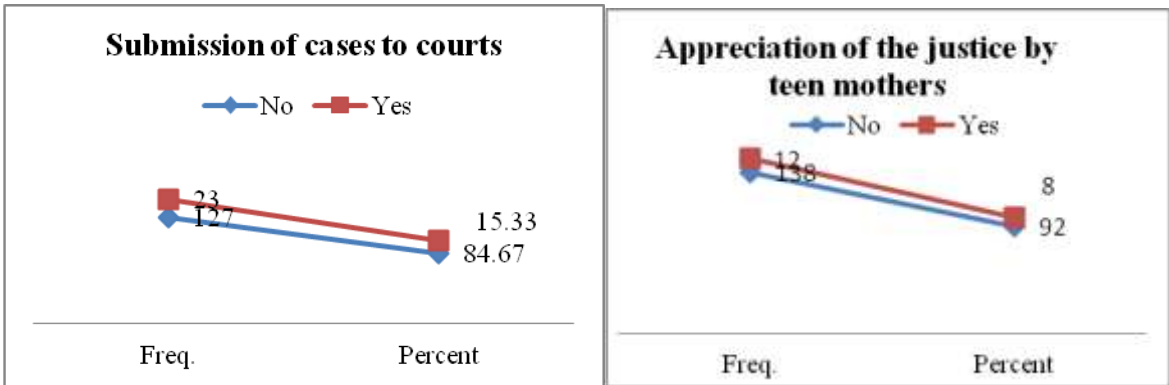 Submission of cases to courts
No Yes
23
127
15.33
84.67
Freq. Percent
Appreciation of the justice by
teen mothers
No Yes
12
138
8
92
Freq. Percent